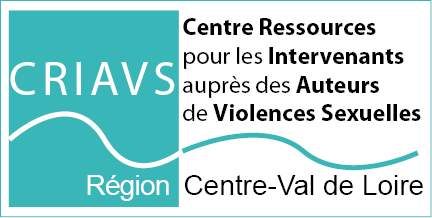 CRIAVS
Centre Ressources
pour les Intervenants
auprès des Auteurs
de Violences Sexuelles
Région Centre-Val de Loire